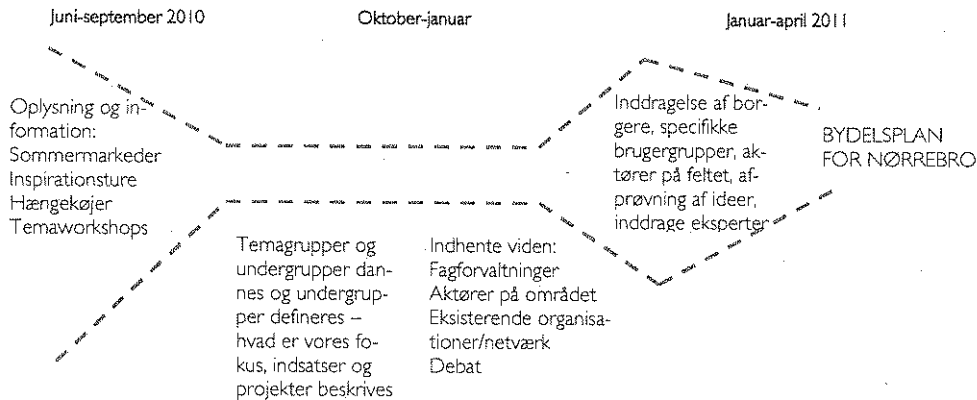 Juni-september 2010
Oktober-januar
Januar-april 2011
Oplysning og in-
formation:
Sommermarkeder
Inspirationsture
Hængekøjer
Temaworkshops
Temagrupper og
undergrupper dan-
nes og undergrup-
per defineres –
hvad er vores fo-
kus, indsatser og
projekter beskrives
Indhente viden:
Fagforvaltninger
Aktører på området
Eksisterende organisa-
tioner/netværk
Debat
Inddragelse af bor-
gere, specifikke
brugergrupper, ak-
tører på feltet, af-
prøvning af ideer,
inddrage eksperter
BYDELSPLAN
FOR NØRREBRO